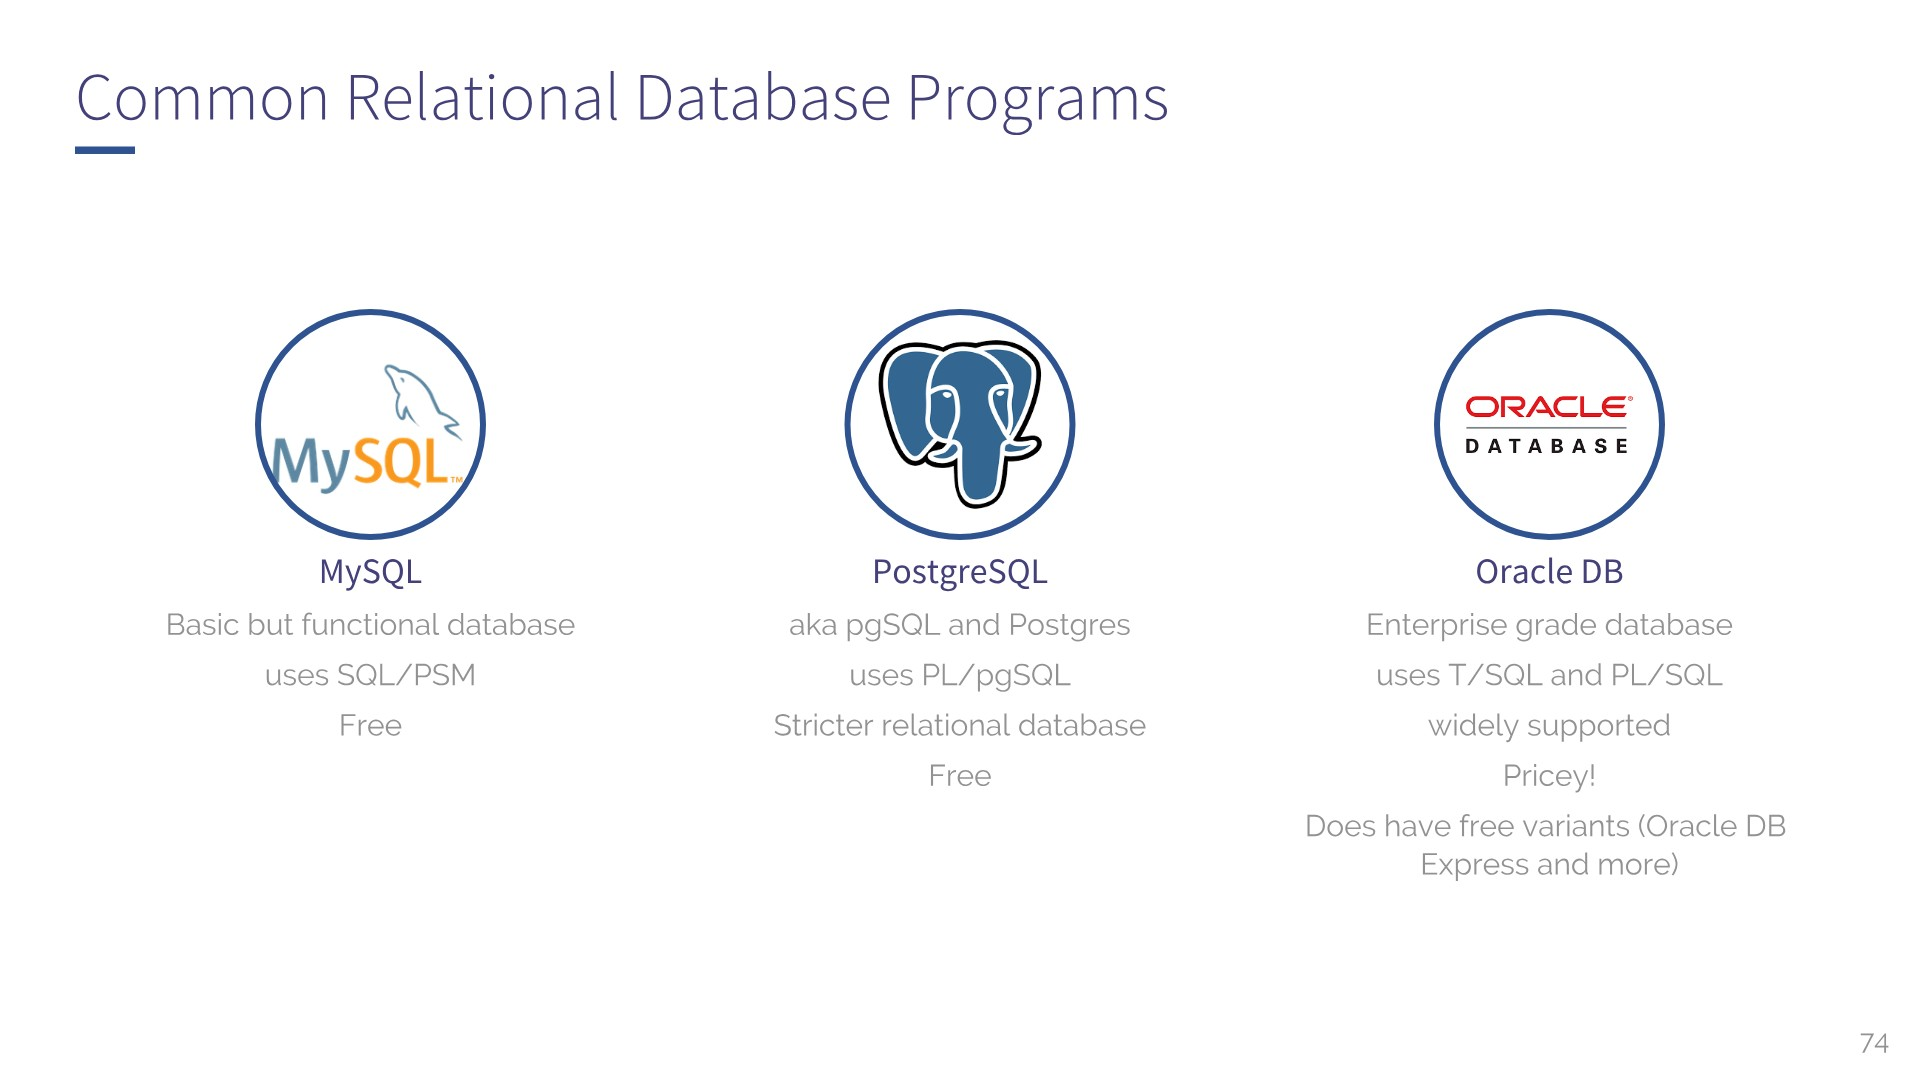 Common Relational Database Programs
MySQL™
MySQL
Basic but functional database
uses SQL/PSM
Free
PostgreSQL
aka pgSQL and Postgres
uses PL/pgSQL
Stricter relational database
Free
ORACLE®
DATABASE
Oracle DB
Enterprise grade database
uses T/SQL and PL/SQL
widely supported
Pricey!
Does have free variants (Oracle DB
Express and more)
74